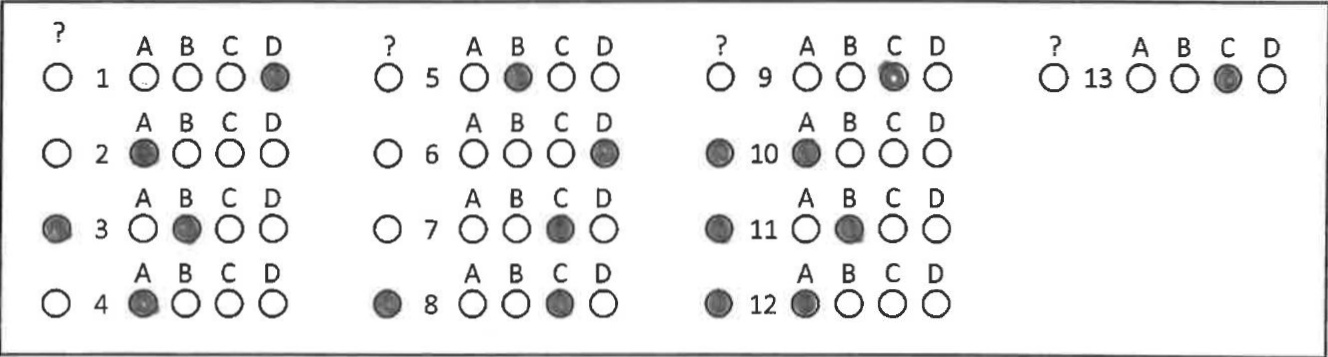 ? A B C D ? A B C D ? A B C D ? A B C D
1 5 9 13
A B C D A B C D A B C D
2 6 10
A B C D A B C D A B C D
3 7 11
A B C D A B C D A B C D
4 8 12